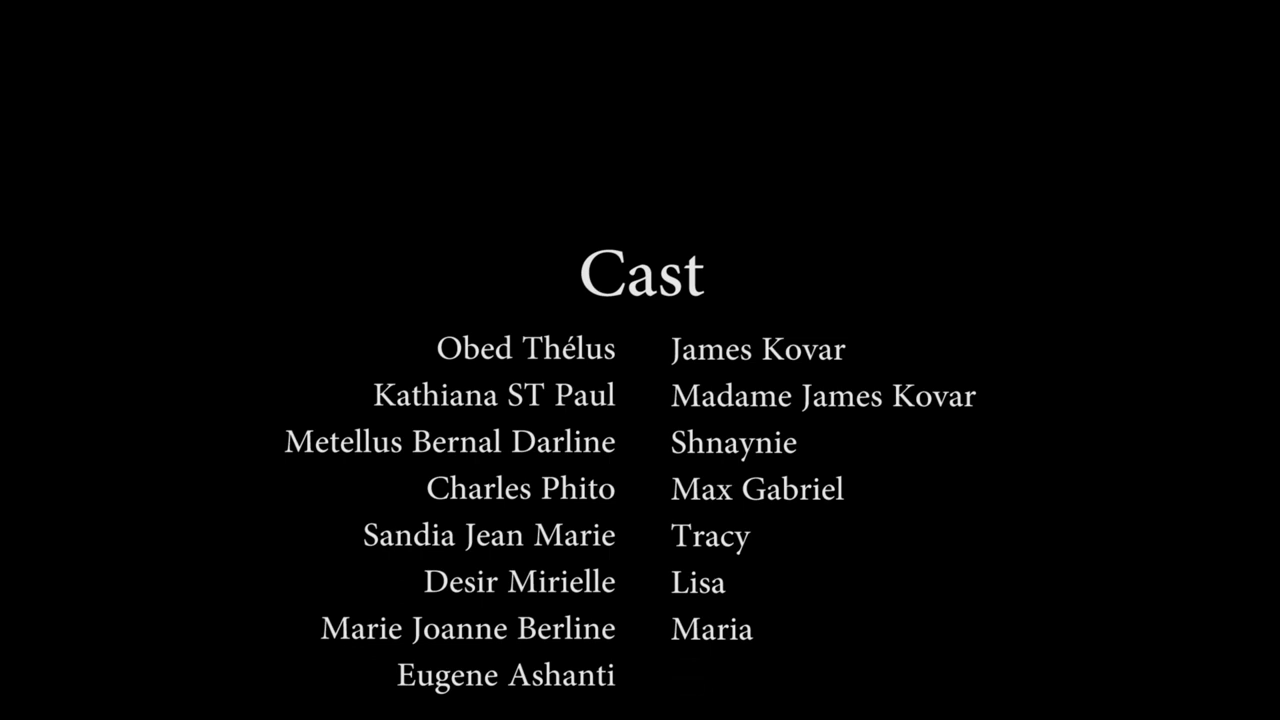 Cast
Obed Thélus James Kovar
Kathiana ST Paul Madame James Kovar
Metellus Bernal Darline Shnaynie
Charles Phito Max Gabriel
Sandia Jean Marie Tracy
Desir Mirielle Lisa
Marie Joanne Berline Maria
Eugene Ashanti